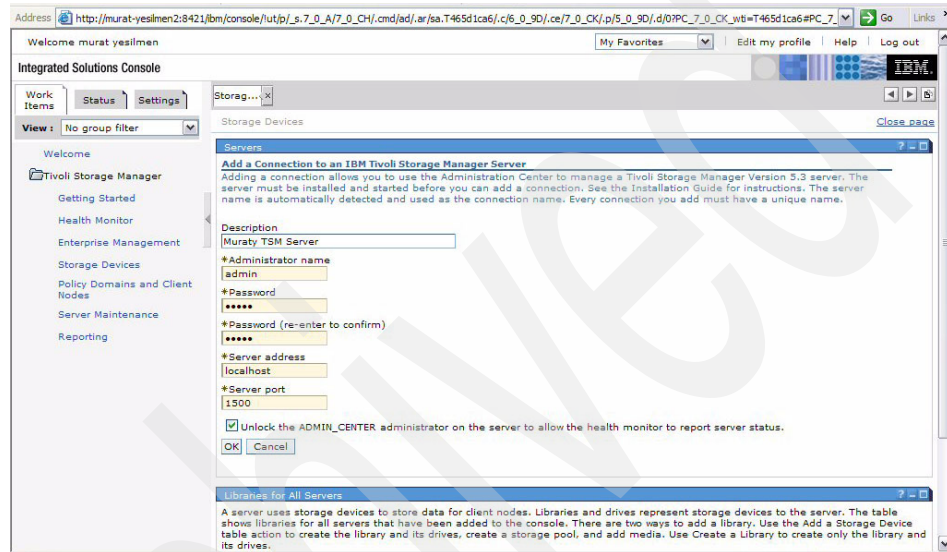 Address http://murat-yesilmen2:8421/ibm/console/!ut/p/_s.7_0_A/7_0_CH/.cmd/ad/.ar/sa.T465d1ca6/.c/6_0_9D/.ce/7_0_CK/.p/5_0_9D/.d/0?PC_7_0_CK_wti=T465d1ca6#PC_7_ Go Links
Welcome murat yesilmen My Favorites Edit my profile Help Log out
Integrated Solutions Console IBM.
Work Items Status Settings Storag...
View : No group filter
Storage Devices Close page
Welcome
Tivoli Storage Manager
Getting Started
Health Monitor
Enterprise Management
Storage Devices
Policy Domains and Client
Nodes
Server Maintenance
Reporting
Servers
Add a Connection to an IBM Tivoli Storage Manager Server
Adding a connection allows you to use the Administration Center to manage a Tivoli Storage Manager Version 5.3 server. The
server must be installed and started before you can add a connection. See the Installation Guide for instructions. The server
name is automatically detected and used as the connection name. Every connection you add must have a unique name.
Description
Muraty TSM Server
*Administrator name
admin
*Password
•••••
*Password (re-enter to confirm)
•••••
*Server address
localhost
*Server port
1500
Unlock the ADMIN_CENTER administrator on the server to allow the health monitor to report server status.
OK Cancel
Libraries for All Servers
A server uses storage devices to store data for client nodes. Libraries and drives represent storage devices to the server. The table
shows libraries for all servers that have been added to the console. There are two ways to add a library. Use the Add a Storage Device
table action to create the library and its drives, create a storage pool, and add media. Use Create a Library to create only the library and
its drives.